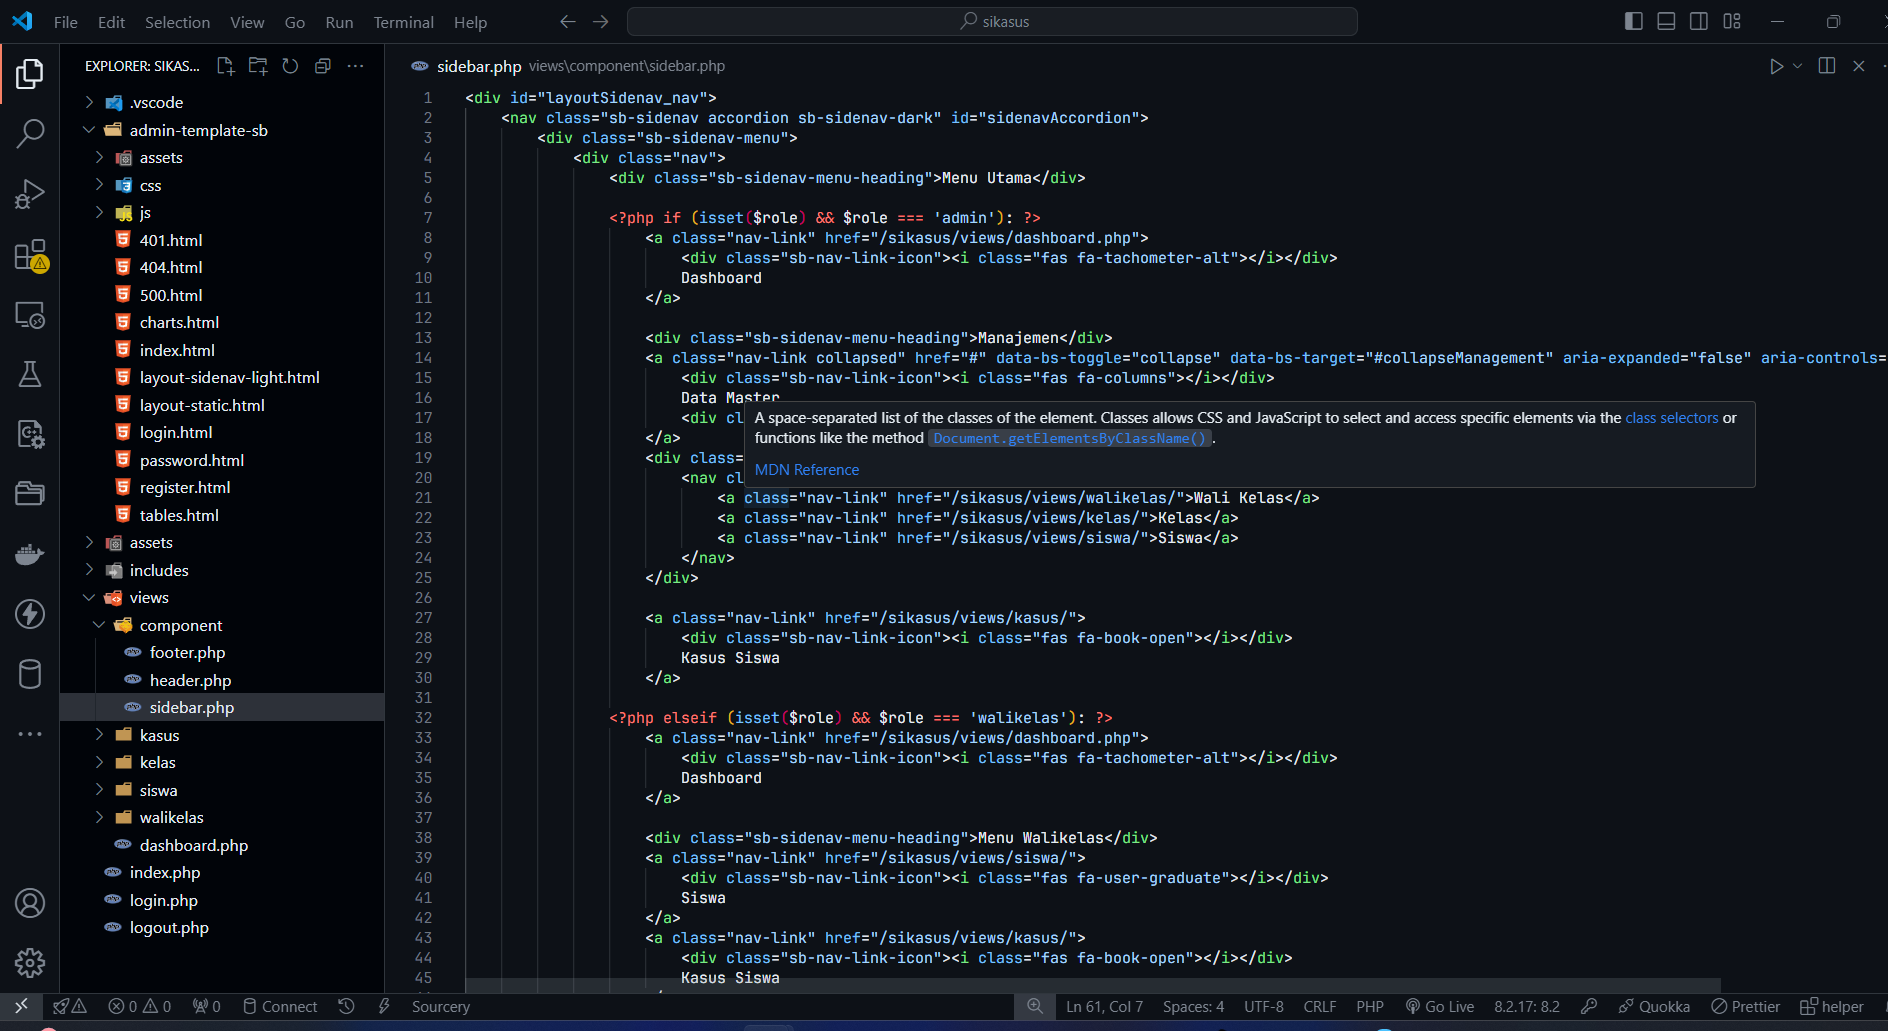 File Edit Selection View Go Run Terminal Help
sikasus
EXPLORER: SIKAS...
.vscode
admin-template-sb
assets
css
js
401.html
404.html
500.html
charts.html
index.html
layout-sidenav-light.html
layout-static.html
login.html
password.html
register.html
tables.html
assets
includes
views
component
footer.php
header.php
sidebar.php
kasus
kelas
siswa
walikelas
dashboard.php
index.php
login.php
logout.php
sidebar.php views\component\sidebar.php
1 <div id="layoutSidenav_nav">
2 <nav class="sb-sidenav accordion sb-sidenav-dark" id="sidenavAccordion">
3 <div class="sb-sidenav-menu">
4 <div class="nav">
5 <div class="sb-sidenav-menu-heading">Menu Utama</div>
6
7 <?php if (isset($role) && $role === 'admin'): ?>
8 <a class="nav-link" href="/sikasus/views/dashboard.php">
9 <div class="sb-nav-link-icon"><i class="fas fa-tachometer-alt"></i></div>
10 Dashboard
11 </a>
12
13 <div class="sb-sidenav-menu-heading">Manajemen</div>
14 <a class="nav-link collapsed" href="#" data-bs-toggle="collapse" data-bs-target="#collapseManagement" aria-expanded="false" aria-controls=
15 <div class="sb-nav-link-icon"><i class="fas fa-columns"></i></div>
16 Data Master
17 <div cl
18 </a>
19 <div class=
20 <nav cl
A space-separated list of the classes of the element. Classes allows CSS and JavaScript to select and access specific elements via the class selectors or
functions like the method Document.getElementsByClassName().
MDN Reference
21 <a class="nav-link" href="/sikasus/views/walikelas/">Wali Kelas</a>
22 <a class="nav-link" href="/sikasus/views/kelas/">Kelas</a>
23 <a class="nav-link" href="/sikasus/views/siswa/">Siswa</a>
24 </nav>
25 </div>
26
27 <a class="nav-link" href="/sikasus/views/kasus/">
28 <div class="sb-nav-link-icon"><i class="fas fa-book-open"></i></div>
29 Kasus Siswa
30 </a>
31
32 <?php elseif (isset($role) && $role === 'walikelas'): ?>
33 <a class="nav-link" href="/sikasus/views/dashboard.php">
34 <div class="sb-nav-link-icon"><i class="fas fa-tachometer-alt"></i></div>
35 Dashboard
36 </a>
37
38 <div class="sb-sidenav-menu-heading">Menu Walikelas</div>
39 <a class="nav-link" href="/sikasus/views/siswa/">
40 <div class="sb-nav-link-icon"><i class="fas fa-user-graduate"></i></div>
41 Siswa
42 </a>
43 <a class="nav-link" href="/sikasus/views/kasus/">
44 <div class="sb-nav-link-icon"><i class="fas fa-book-open"></i></div>
45 Kasus Siswa
0 0 0 Connect Sourcery Ln 61, Col 7 Spaces: 4 UTF-8 CRLF PHP Go Live 8.2.17: 8.2 Quokka Prettier helper